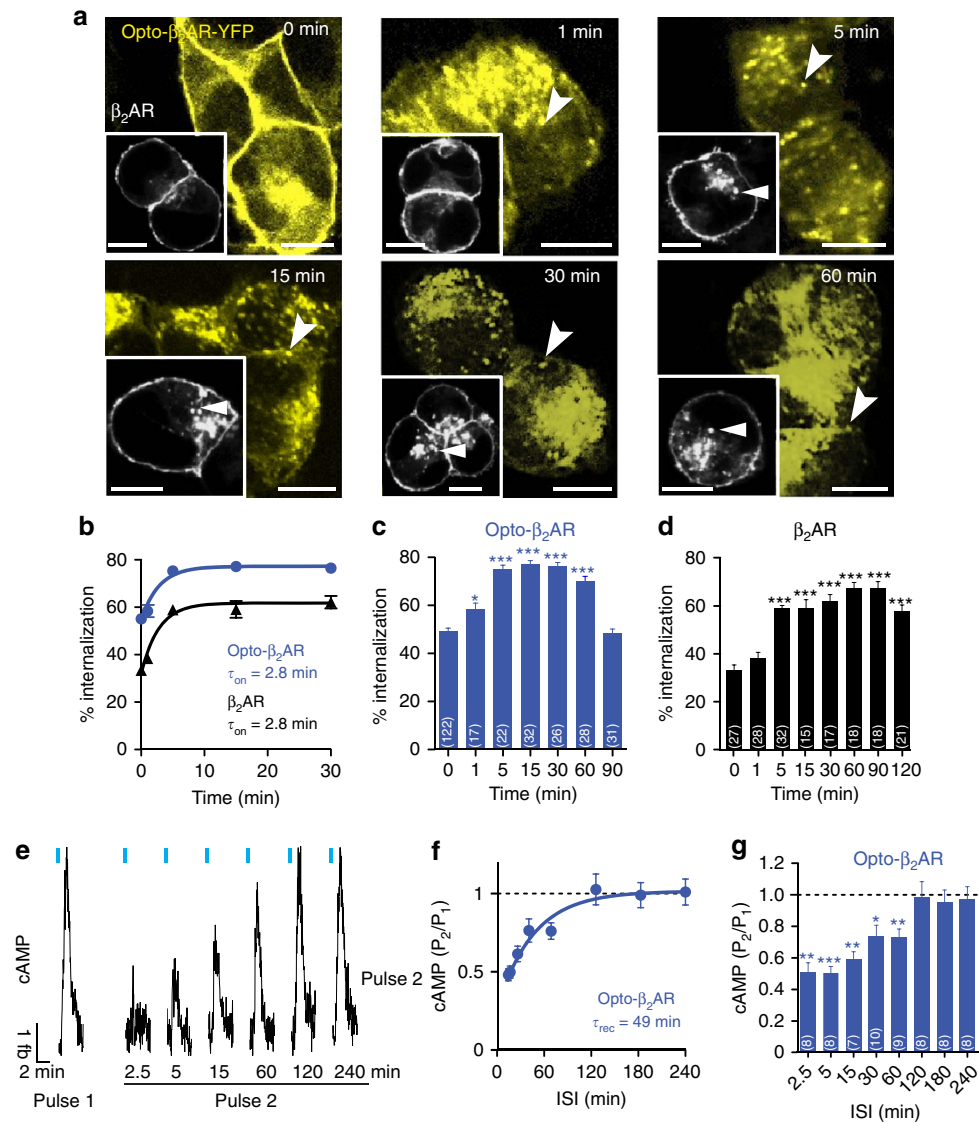 a
Opto-β2AR-YFP
0 min
1 min
5 min
β2AR
15 min
30 min
60 min
b
% internalization
80
60
40
20
0
0 10 20 30
Time (min)
Opto-β2AR
τon = 2.8 min
β2AR
τon = 2.8 min
c
Opto-β2AR
% internalization
80
60
40
20
0
* *** *** *** ***
(122) (17) (22) (32) (26) (28) (31)
0 1 5 15 30 60 90
Time (min)
d
β2AR
% internalization
80
60
40
20
0
*** *** *** *** *** ***
(27) (28) (32) (15) (17) (18) (18) (21)
0 1 5 15 30 60 90 120
Time (min)
e
cAMP
1 fb
2 min
Pulse 1
2.5 5 15 60 120 240 min
Pulse 2
Pulse 2
f
cAMP (P2/P1)
1
0.5
0
0 60 120 180 240
ISI (min)
Opto-β2AR
τrec = 49 min
g
Opto-β2AR
cAMP (P2/P1)
1.2
1.0
0.8
0.6
0.4
0.2
0
** *** ** * **
(8) (8) (7) (10) (9) (8) (8) (8)
2.5 5 15 30 60 120 180 240
ISI (min)